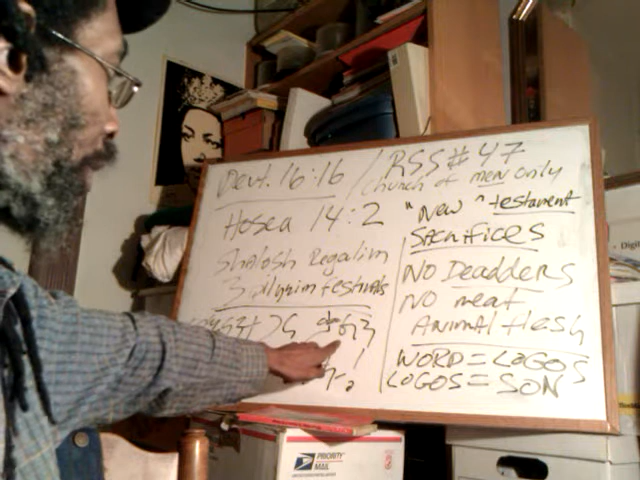 Deut. 16:16 / RSS # 47
church of men only
Hosea 14:2
Shalosh Regalim
3 pilgrim festivals
"New" testament
SACRIFICES
NO Deadders
NO meat
ANIMAl flesh
WORD = LOGOS
LOGOS = SON
PRIORITY
MAIL